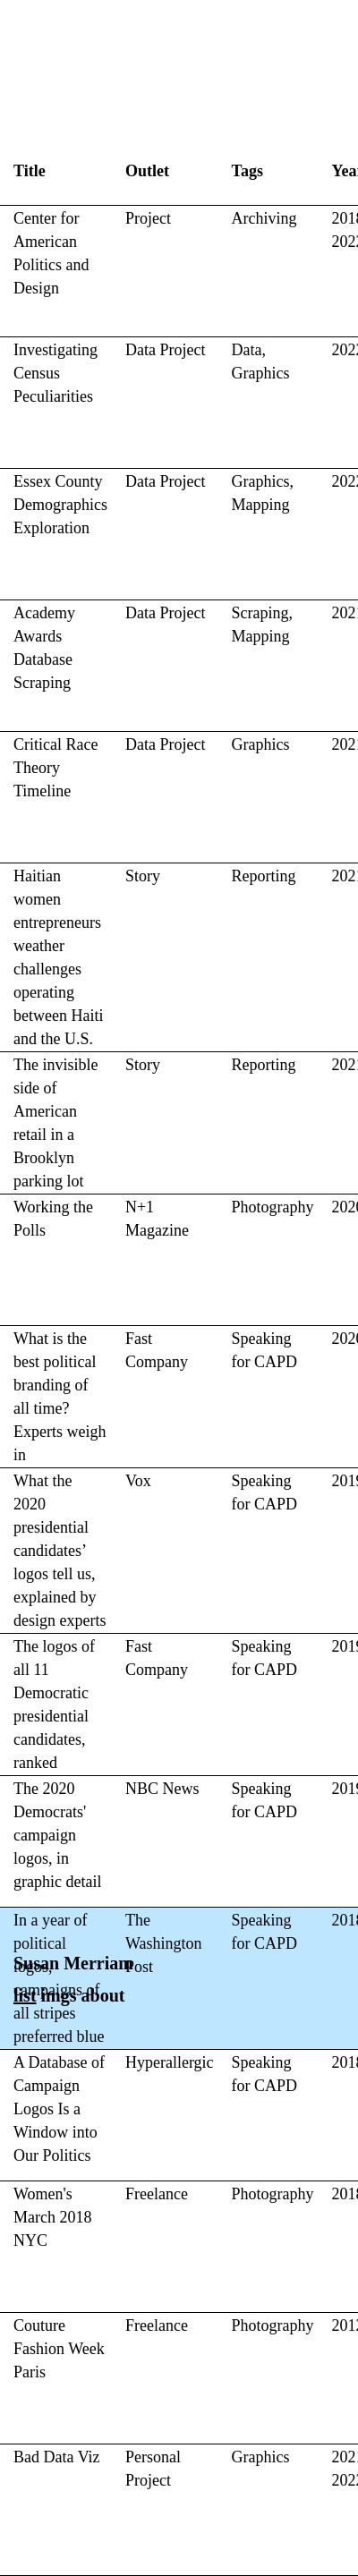 Title Outlet Tags Year
Center for Project Archiving 2018
American 2022
Politics and
Design
Investigating Data Project Data, 2022
Census Graphics
Peculiarities
Essex County Data Project Graphics, 2022
Demographics Mapping
Exploration
Academy Data Project Scraping, 2021
Awards Mapping
Database
Scraping
Critical Race Data Project Graphics 2021
Theory
Timeline
Haitian Story Reporting 2021
women
entrepreneurs
weather
challenges
operating
between Haiti
and the U.S.
The invisible Story Reporting 2021
side of
American
retail in a
Brooklyn
parking lot
Working the N+1 Photography 2020
Polls Magazine
What is the Fast Speaking 2020
best political Company for CAPD
branding of
all time?
Experts weigh
in
What the Vox Speaking 2019
2020 for CAPD
presidential
candidates’
logos tell us,
explained by
design experts
The logos of Fast Speaking 2019
all 11 Company for CAPD
Democratic
presidential
candidates,
ranked
The 2020 NBC News Speaking 2019
Democrats' for CAPD
campaign
logos, in
graphic detail
In a year of The Speaking 2018
political Washington for CAPD
logos, Post
Susan Merriam
campaigns of
list imgs about
all stripes
preferred blue
A Database of Hyperallergic Speaking 2018
Campaign for CAPD
Logos Is a
Window into
Our Politics
Women's Freelance Photography 2018
March 2018
NYC
Couture Freelance Photography 2012
Fashion Week
Paris
Bad Data Viz Personal Graphics 2021
Project 2022